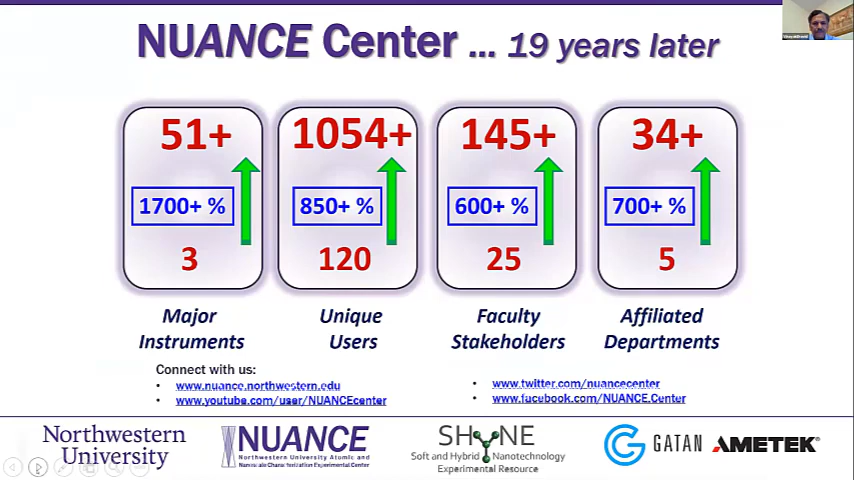 NUANCE Center ... 19 years later
51+
1700+ %
3
Major
Instruments
1054+
850+ %
120
Unique
Users
145+
600+ %
25
Faculty
Stakeholders
34+
700+ %
5
Affiliated
Departments
Connect with us:
• www.nuance.northwestern.edu
• www.youtube.com/user/NUANCEcenter
• www.twitter.com/nuancecenter
• www.facebook.com/NUANCE.Center
Northwestern
University
NUANCE
Northwestern University Atomic and
Nanoscale Characterization Experimental Center
SHyNE
Soft and Hybrid Nanotechnology
Experimental Resource
GATAN
AMETEK